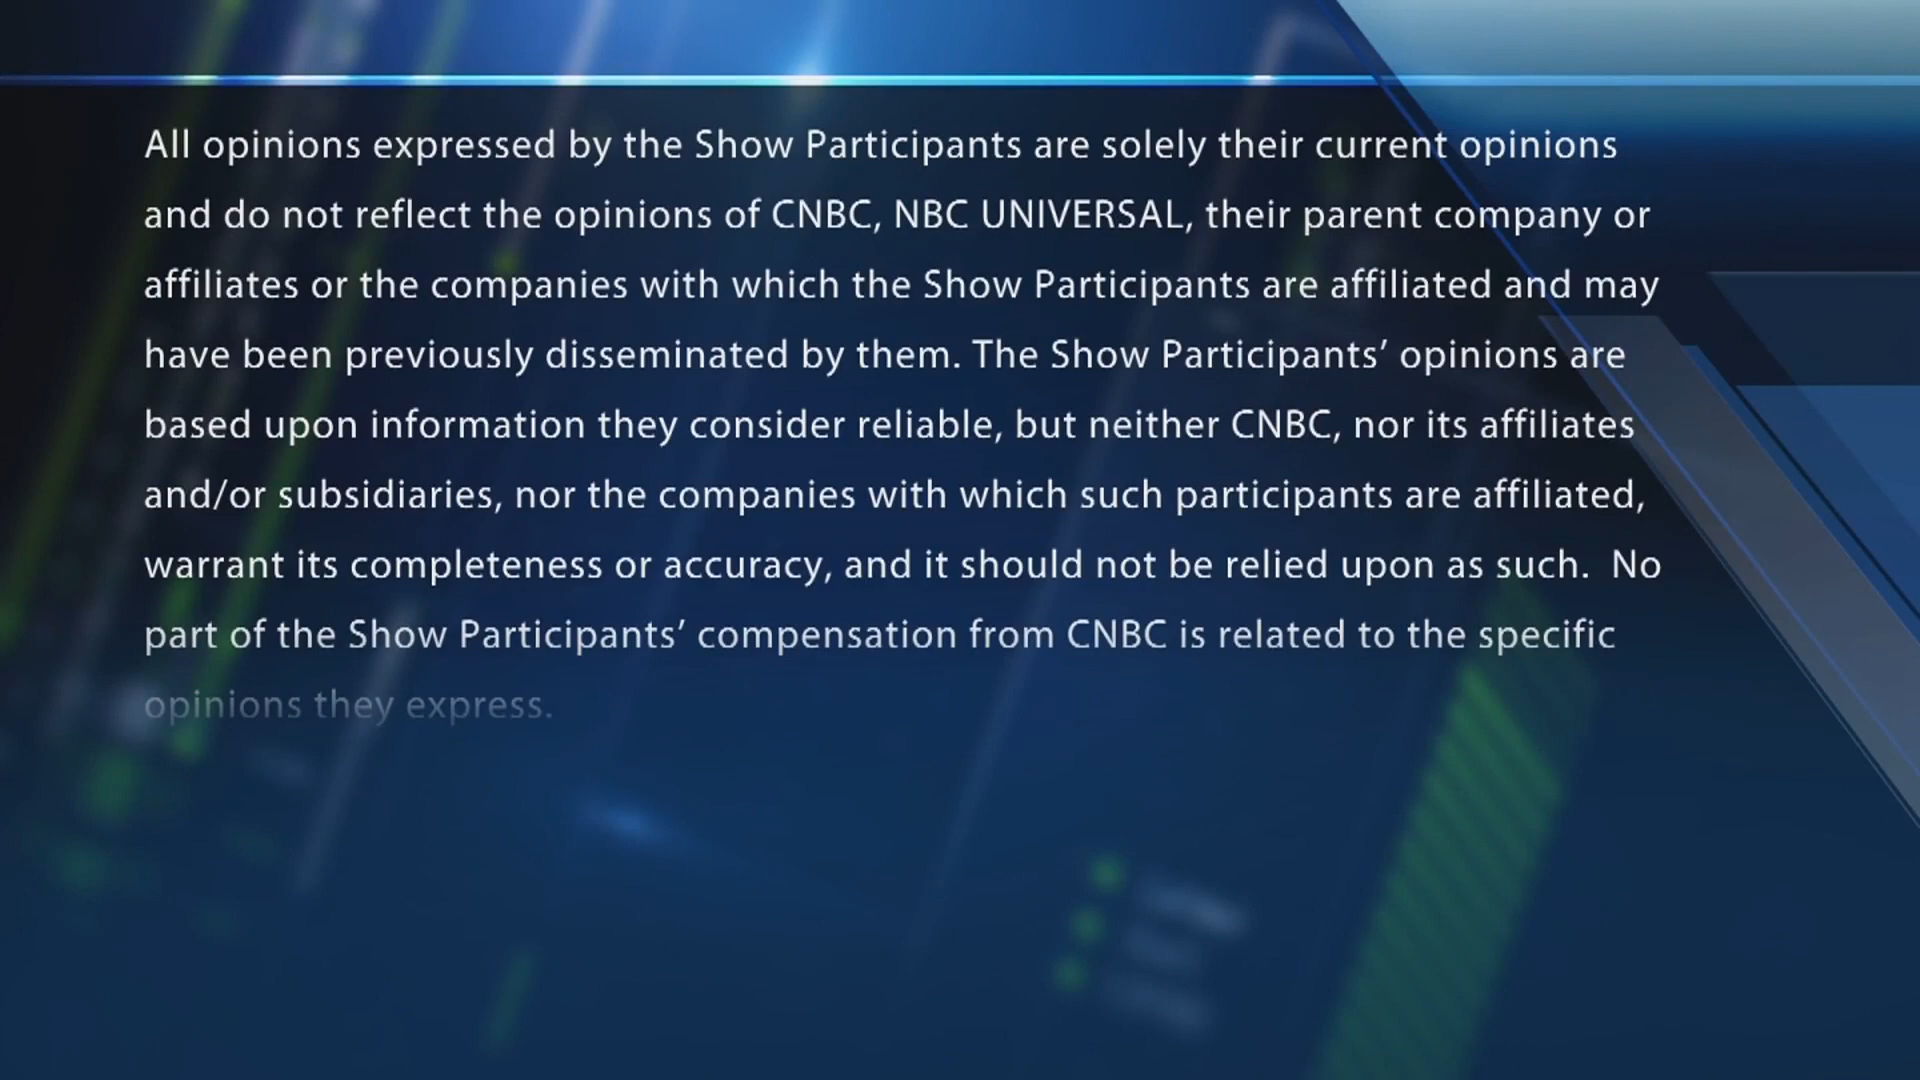 All opinions expressed by the Show Participants are solely their current opinions
and do not reflect the opinions of CNBC, NBC UNIVERSAL, their parent company or
affiliates or the companies with which the Show Participants are affiliated and may
have been previously disseminated by them. The Show Participants’ opinions are
based upon information they consider reliable, but neither CNBC, nor its affiliates
and/or subsidiaries, nor the companies with which such participants are affiliated,
warrant its completeness or accuracy, and it should not be relied upon as such.  No
part of the Show Participants’ compensation from CNBC is related to the specific
opinions they express.